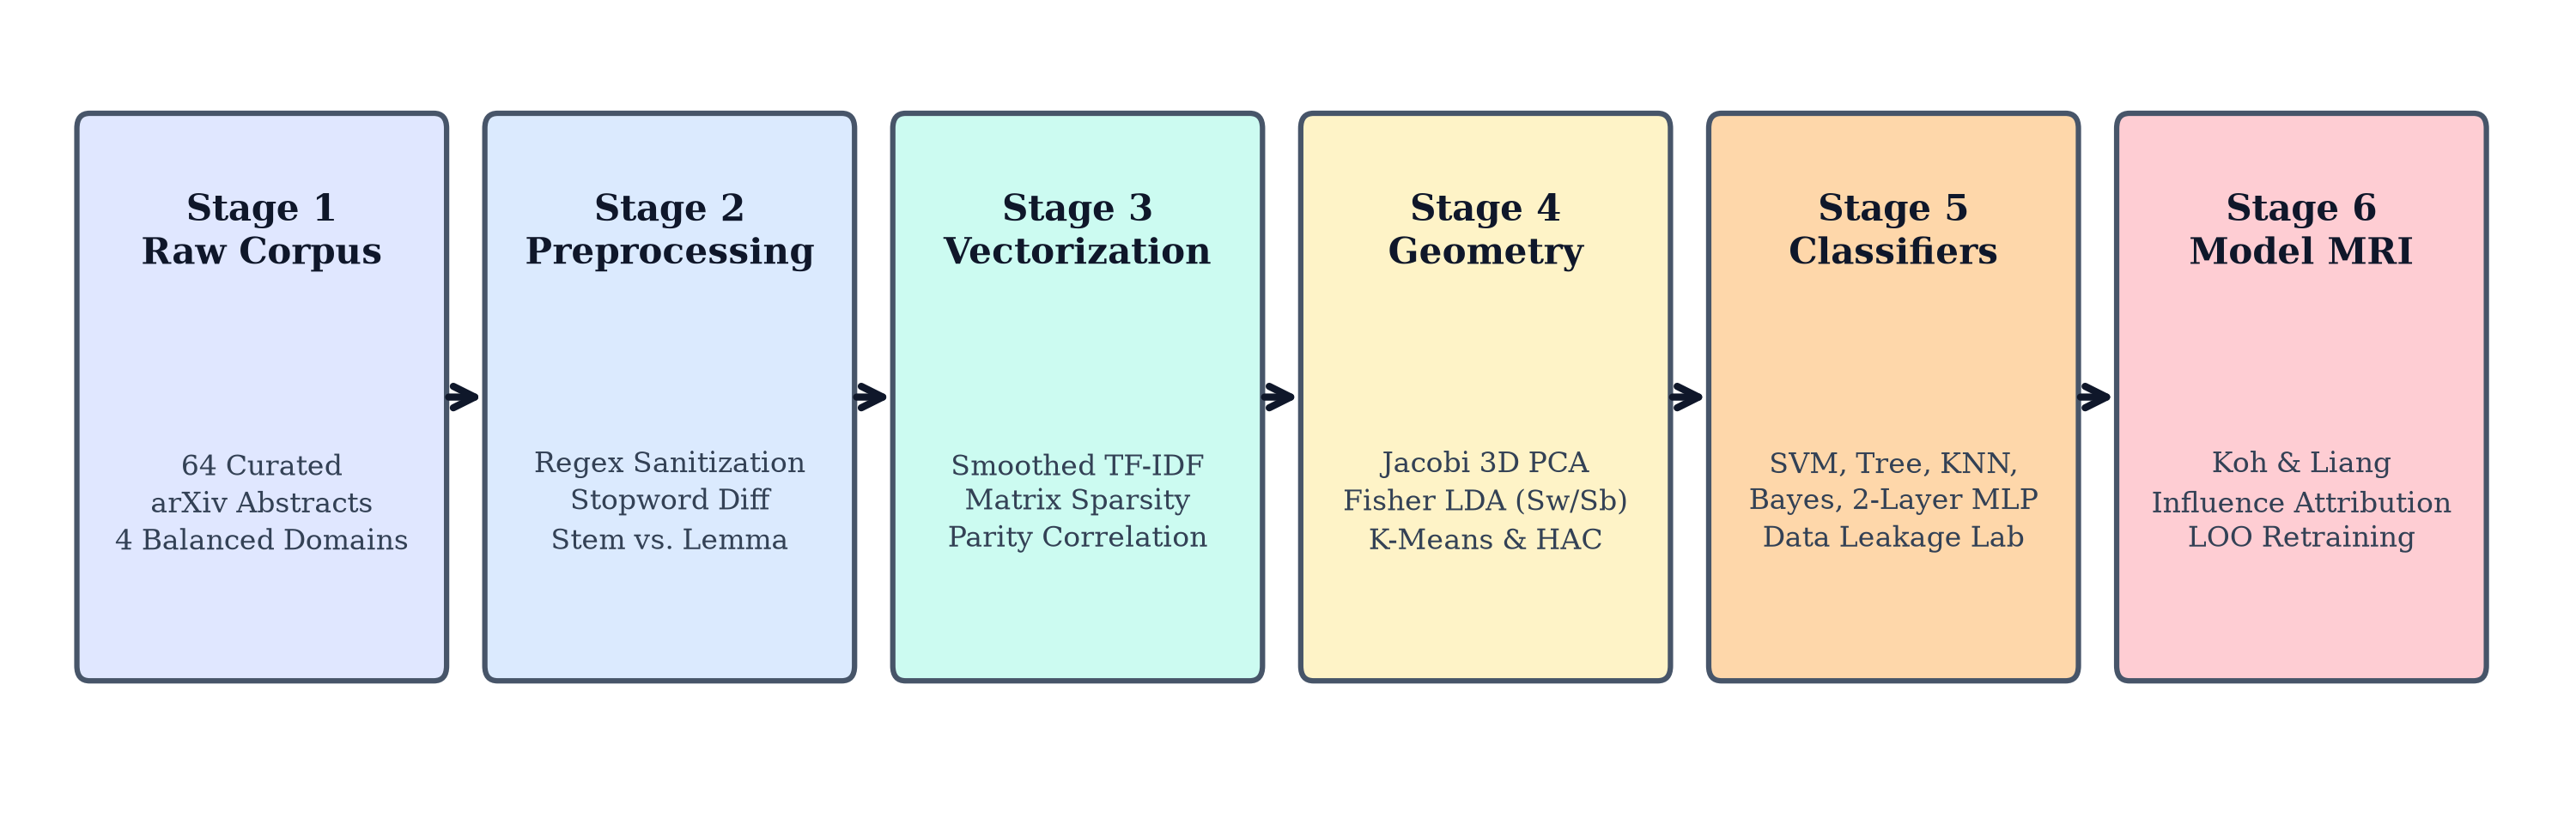 Stage 1
Raw Corpus
64 Curated
arXiv Abstracts
4 Balanced Domains
Stage 2
Preprocessing
Regex Sanitization
Stopword Diff
Stem vs. Lemma
Stage 3
Vectorization
Smoothed TF-IDF
Matrix Sparsity
Parity Correlation
Stage 4
Geometry
Jacobi 3D PCA
Fisher LDA (Sw/Sb)
K-Means & HAC
Stage 5
Classifiers
SVM, Tree, KNN,
Bayes, 2-Layer MLP
Data Leakage Lab
Stage 6
Model MRI
Koh & Liang
Influence Attribution
LOO Retraining